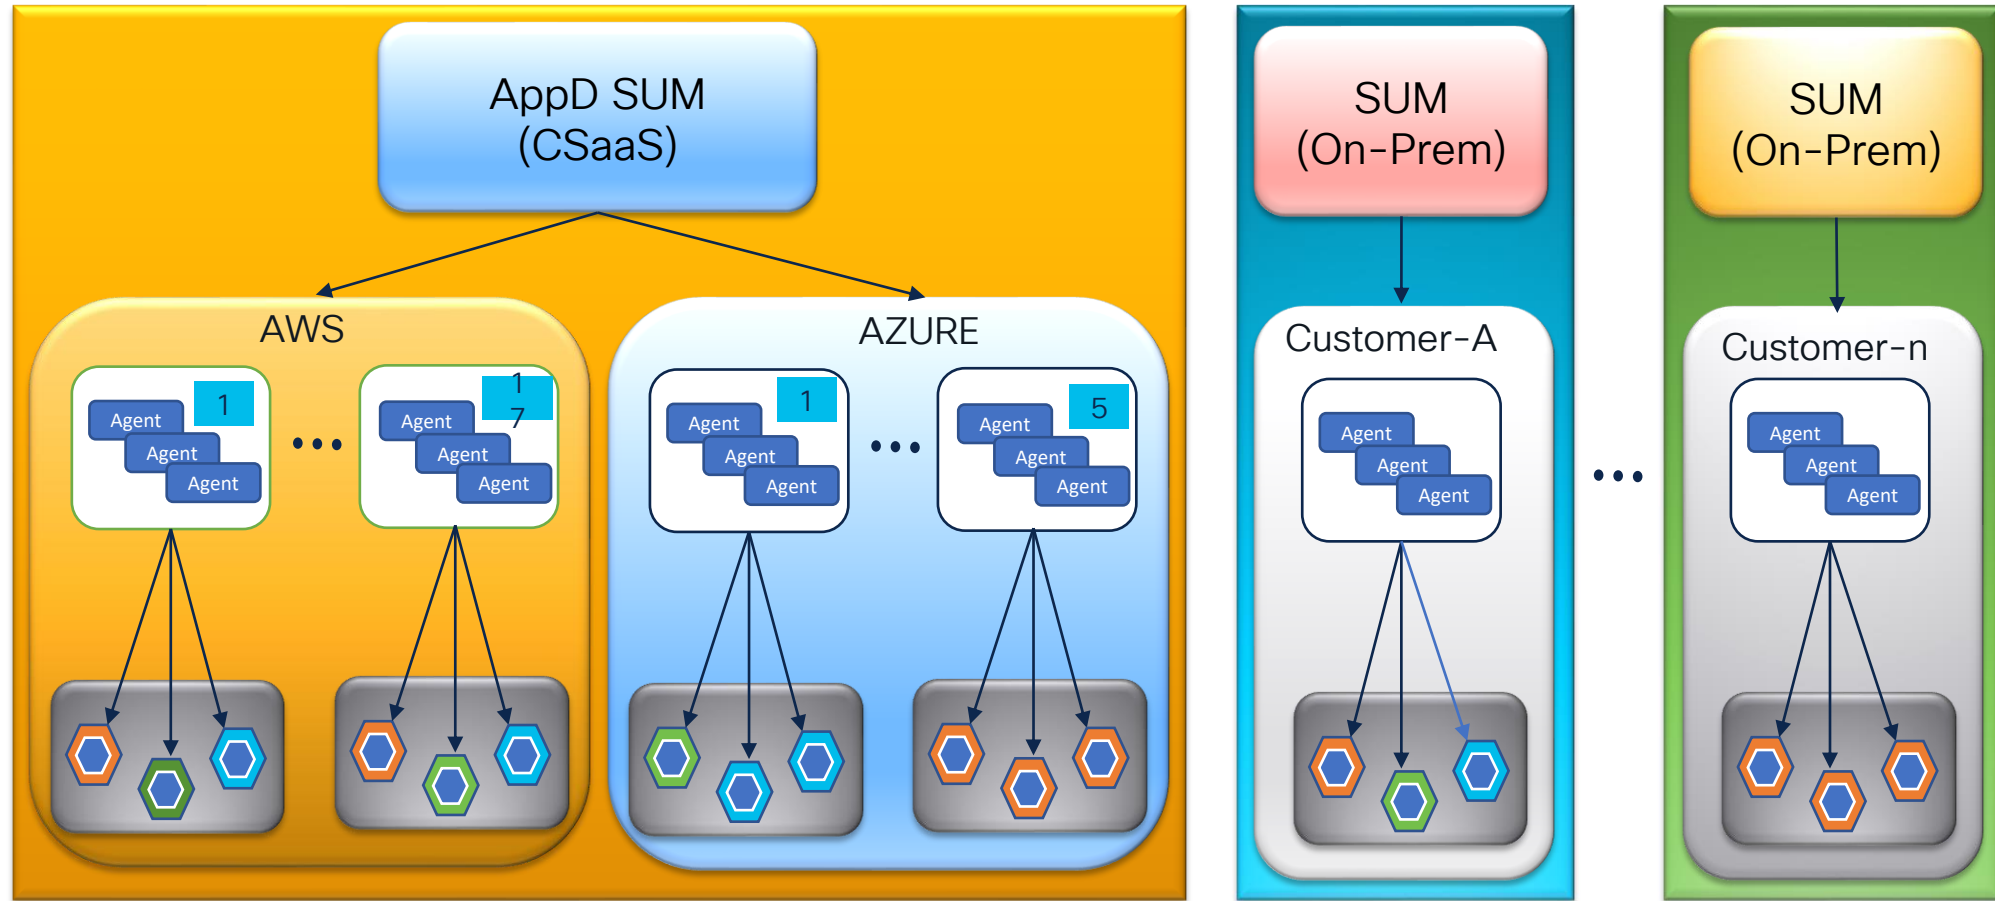 AppD SUM
(CSaaS)
SUM
(On-Prem)
SUM
(On-Prem)
AWS
AZURE
Customer-A
Customer-n
1
Agent
Agent
Agent
1
7
Agent
Agent
Agent
1
Agent
Agent
Agent
5
Agent
Agent
Agent
Agent
Agent
Agent
Agent
Agent
Agent